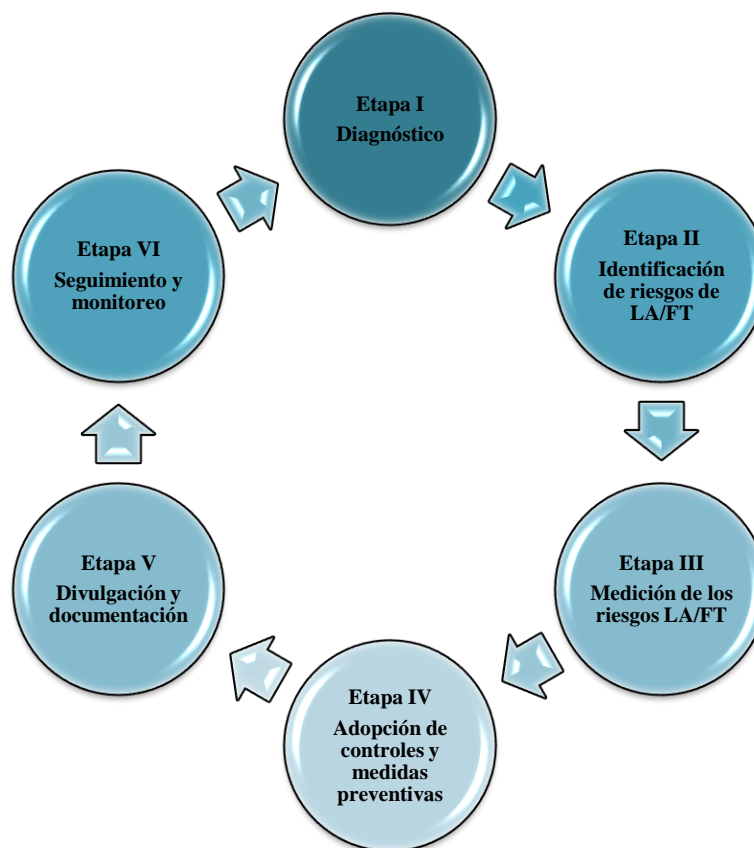 Etapa I
Diagnóstico
Etapa II
Identificación
de riesgos de
LA/FT
Etapa III
Medición de los
riesgos LA/FT
Etapa IV
Adopción de
controles y
medidas
preventivas
Etapa V
Divulgación y
documentación
Etapa VI
Seguimiento y
monitoreo